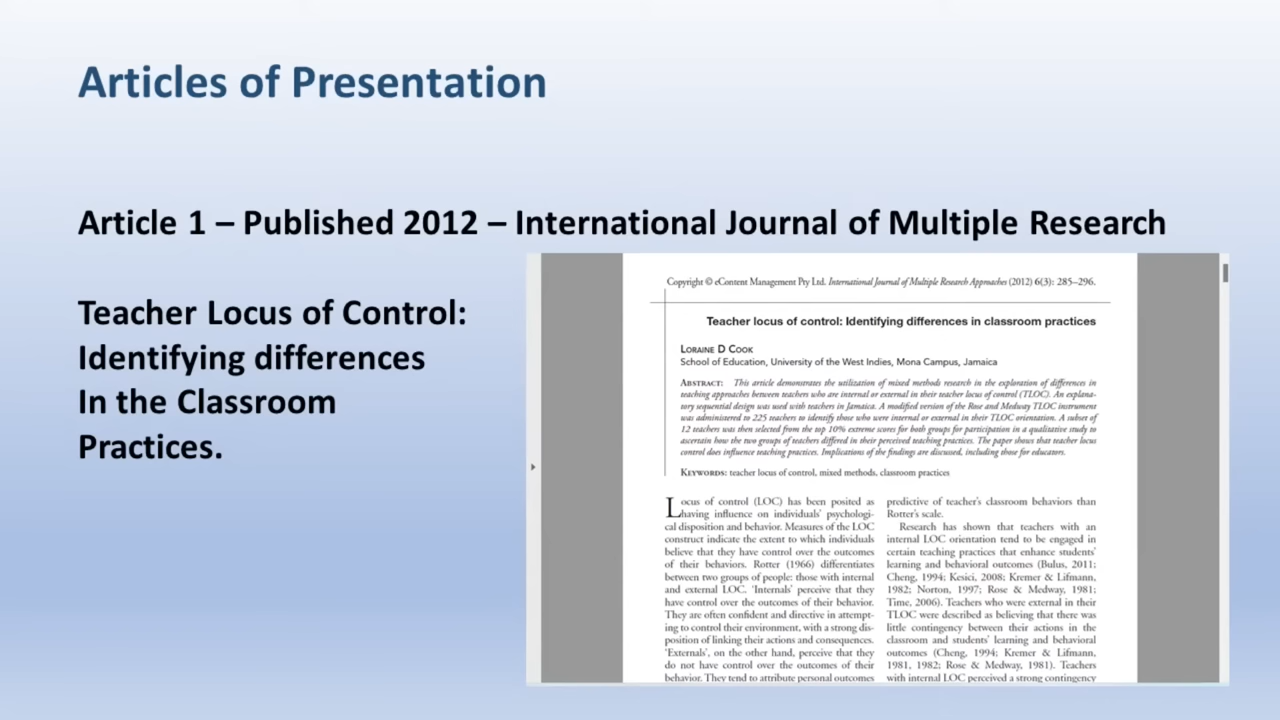 Articles of Presentation
Article 1 – Published 2012 – International Journal of Multiple Research
Teacher Locus of Control:
Identifying differences
In the Classroom
Practices.
Copyright © eContent Management Pty Ltd. International Journal of Multiple Research Approaches (2012) 6(3): 285–296.
Teacher locus of control: Identifying differences in classroom practices
LORAINE D COOK
School of Education, University of the West Indies, Mona Campus, Jamaica
ABSTRACT: This article demonstrates the utilization of mixed methods research in the exploration of differences in
teaching approaches between teachers who are internal or external in their teacher locus of control (TLOC). An explana-
tory sequential design was used with teachers in Jamaica. A modified version of the Rose and Medway TLOC instrument
was administered to 225 teachers to identify those who were internal or external in their TLOC orientation. A subset of
12 teachers was then selected from the top 10% extreme scores for both groups for participation in a qualitative study to
ascertain how the two groups of teachers differed in their perceived teaching practices. The paper shows that teacher locus
control does influence teaching practices. Implications of the findings are discussed, including those for educators.
KEYWORDS: teacher locus of control, mixed methods, classroom practices
Locus of control (LOC) has been posited as
having influence on individuals' psychologi-
cal disposition and behavior. Measures of the LOC
construct indicate the extent to which individuals
believe that they have control over the outcomes
of their behaviors. Rotter (1966) differentiates
between two groups of people: those with internal
and external LOC. 'Internals' perceive that they
have control over the outcomes of their behavior.
They are often confident and directive in attempt-
ing to control their environment, with a strong dis-
position of linking their actions and consequences.
'Externals', on the other hand, perceive that they
do not have control over the outcomes of their
behavior. They tend to attribute personal outcomes
predictive of teacher's classroom behaviors than
Rotter's scale.
Research has shown that teachers with an
internal LOC orientation tend to be engaged in
certain teaching practices that enhance students'
learning and behavioral outcomes (Bulus, 2011;
Cheng, 1994; Kesici, 2008; Kremer & Lifmann,
1982; Norton, 1997; Rose & Medway, 1981;
Time, 2006). Teachers who were external in their
TLOC were described as believing that there was
little contingency between their actions in the
classroom and students' learning and behavioral
outcomes (Cheng, 1994; Kremer & Lifmann,
1981, 1982; Rose & Medway, 1981). Teachers
with internal LOC perceived a strong contingency